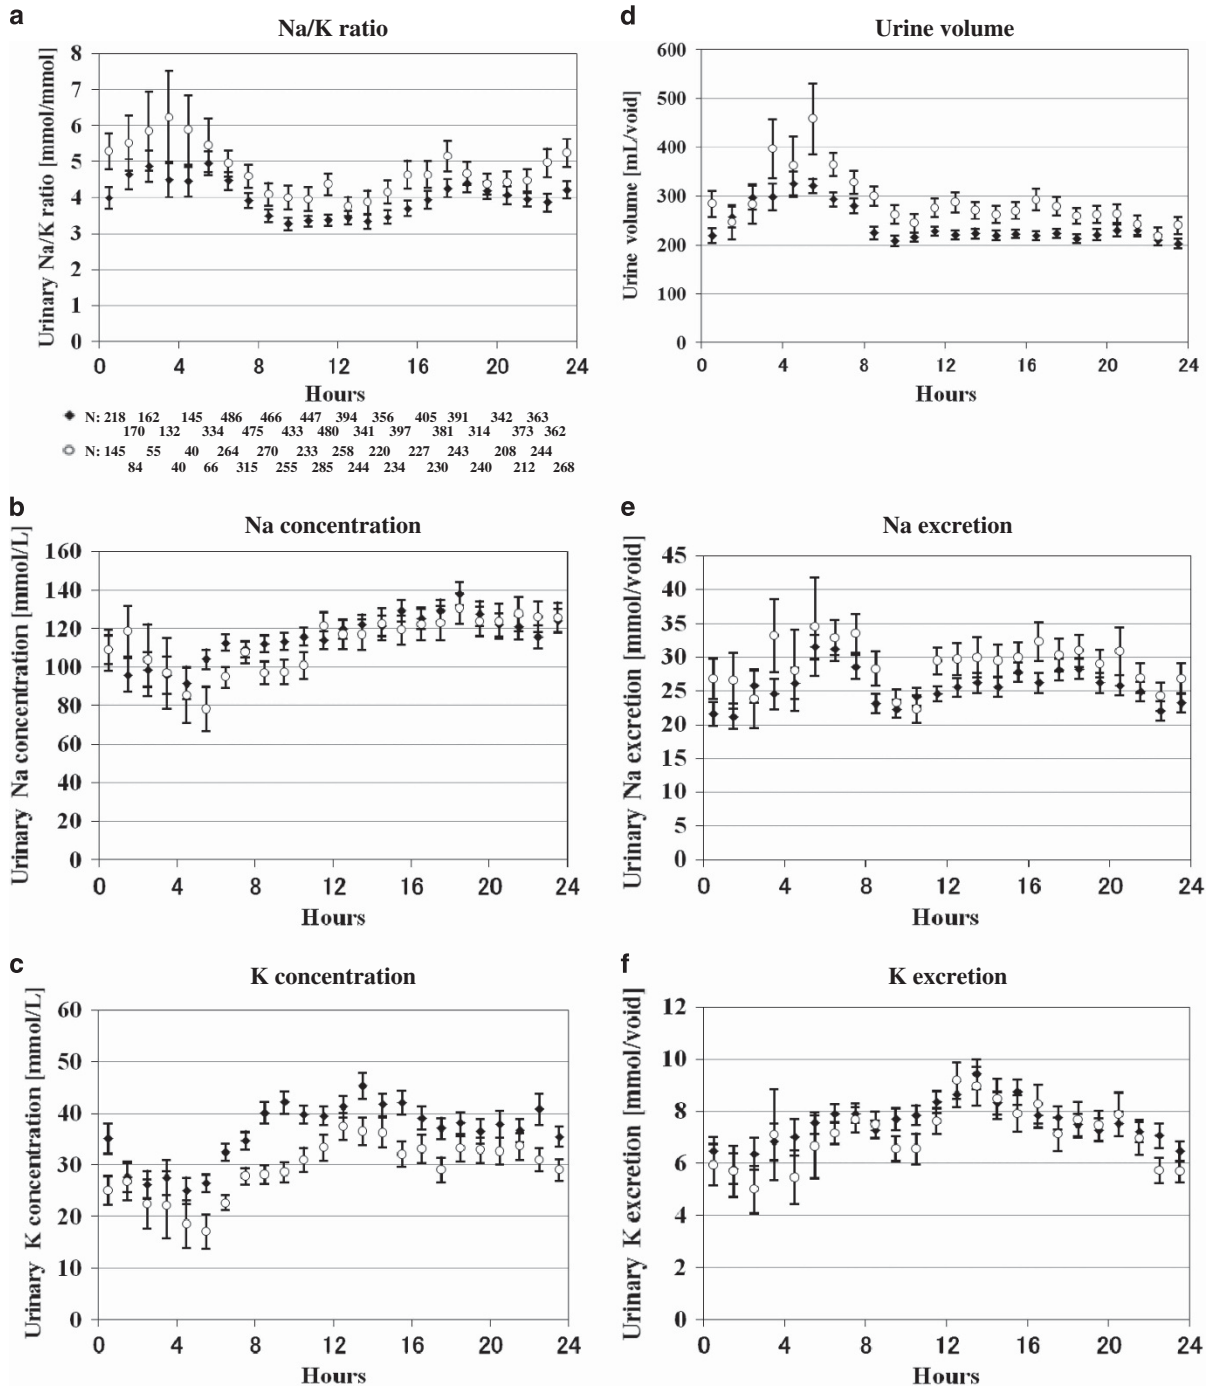 a
Na/K ratio
Urinary Na/K ratio [mmol/mmol]
8
7
6
5
4
3
2
1
0
0 4 8 12 16 20 24
Hours
N: 218 162 145 486 466 447 394 356 405 391 342 363
170 132 334 475 433 480 341 397 381 314 373 362
N: 145 55 40 264 270 233 258 220 227 243 208 244
84 40 66 315 255 285 244 234 230 240 212 268
b
Na concentration
Urinary Na concentration [mmol/L]
160
140
120
100
80
60
40
20
0
0 4 8 12 16 20 24
Hours
c
K concentration
Urinary K concentration [mmol/L]
60
50
40
30
20
10
0
0 4 8 12 16 20 24
Hours
d
Urine volume
Urine volume [mL/void]
600
500
400
300
200
100
0
0 4 8 12 16 20 24
Hours
e
Na excretion
Urinary Na excretion [mmol/void]
45
40
35
30
25
20
15
10
5
0
0 4 8 12 16 20 24
Hours
f
K excretion
Urinary K excretion [mmol/void]
12
10
8
6
4
2
0
0 4 8 12 16 20 24
Hours